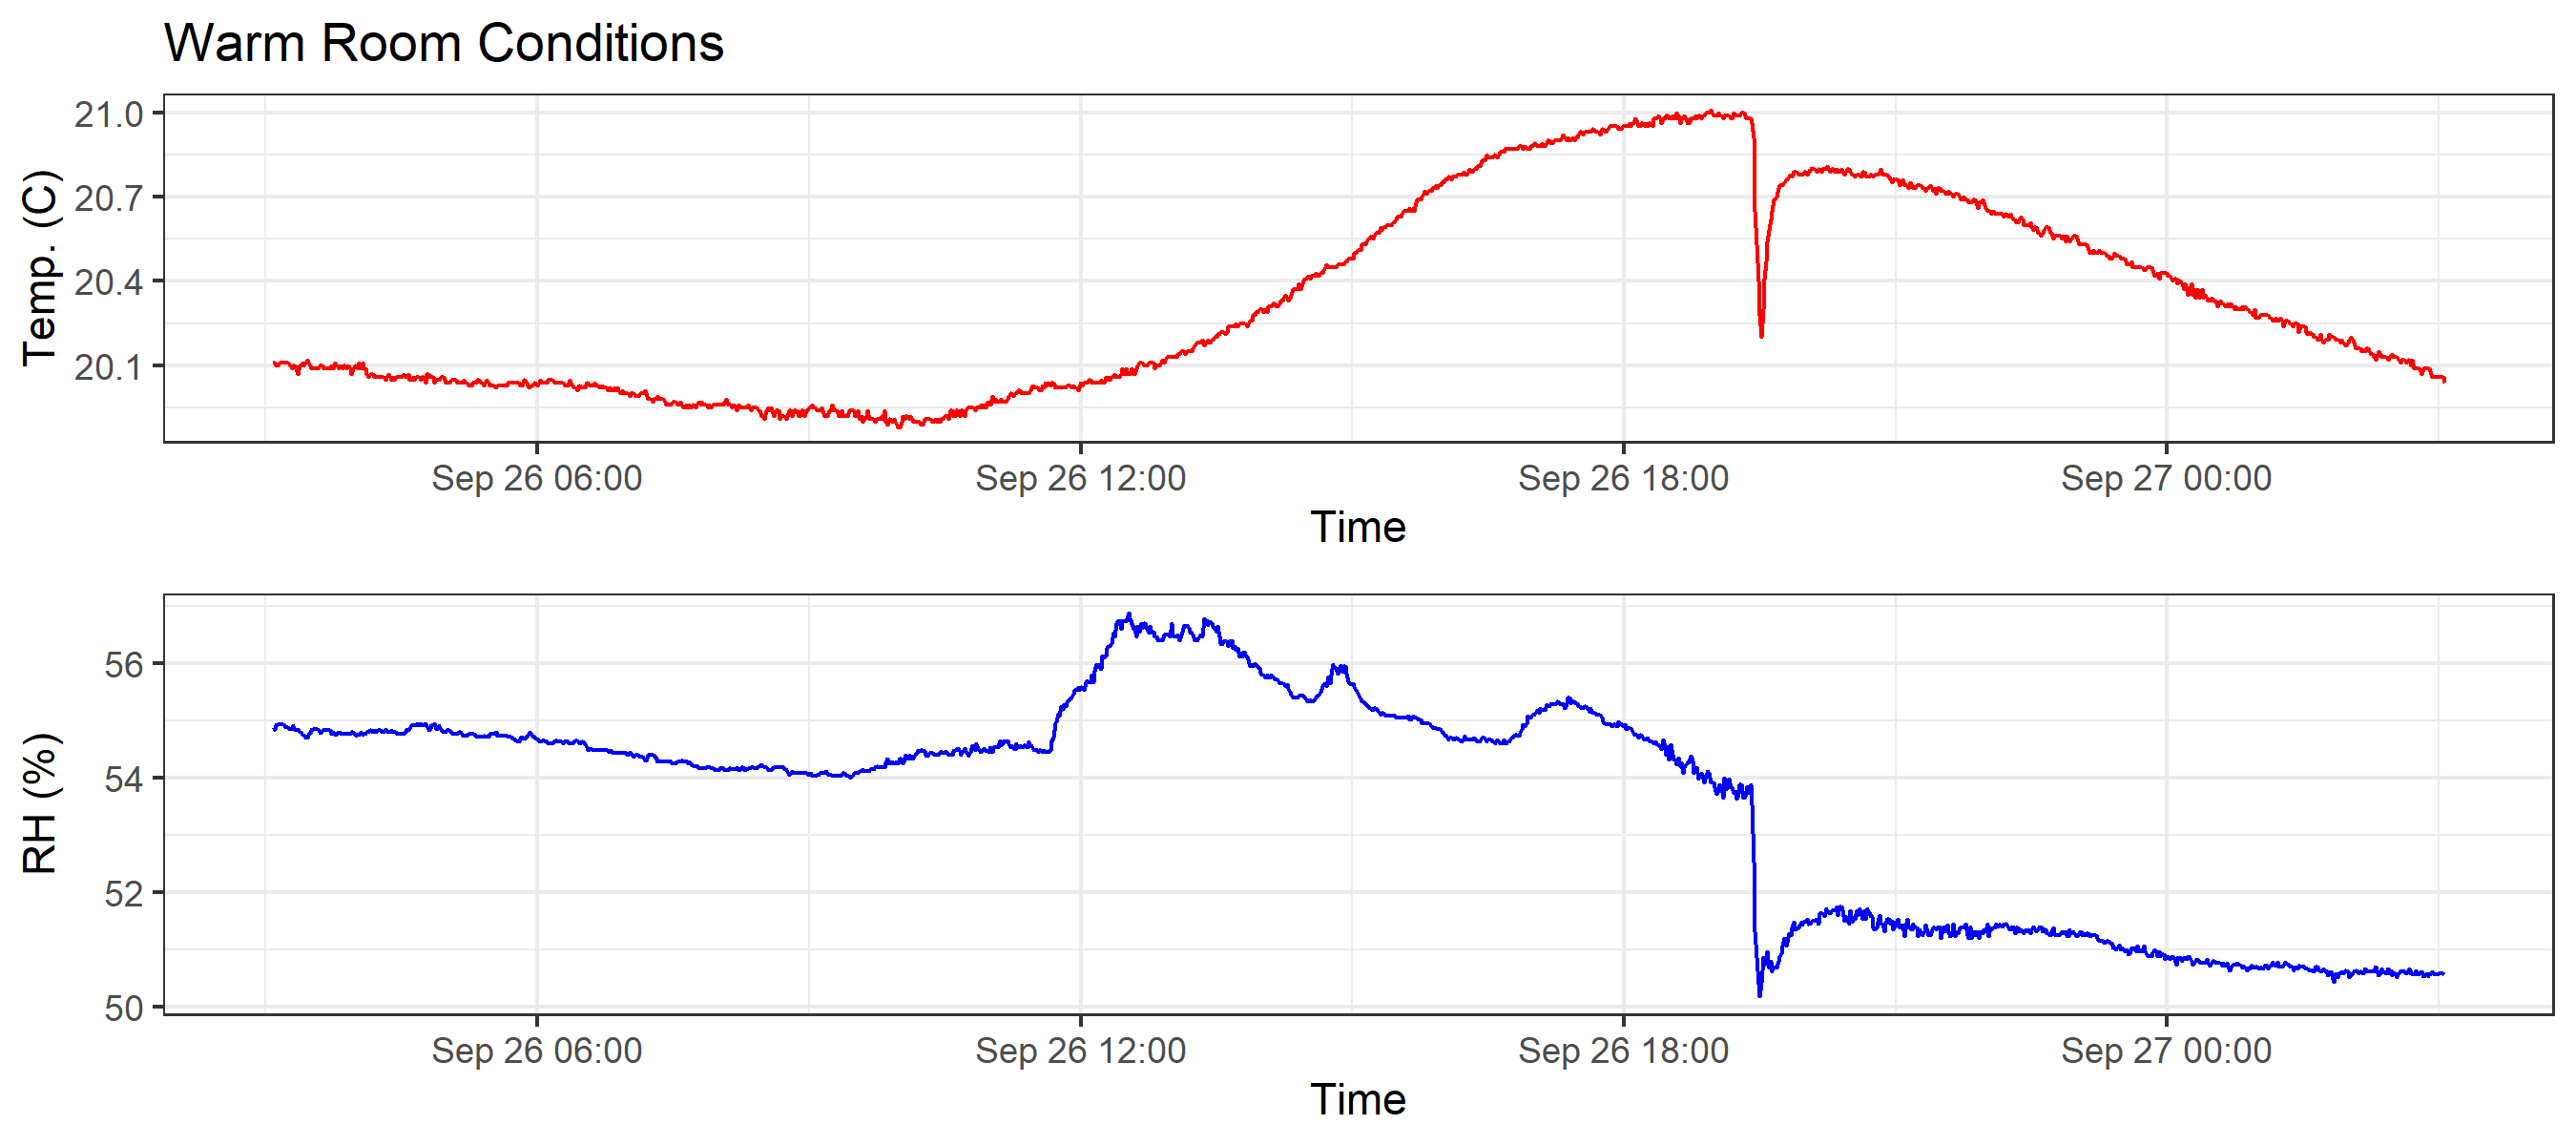 Warm Room Conditions
Temp. (C)
21.0
20.7
20.4
20.1
Sep 26 06:00 Sep 26 12:00 Sep 26 18:00 Sep 27 00:00
Time
RH (%)
56
54
52
50
Sep 26 06:00 Sep 26 12:00 Sep 26 18:00 Sep 27 00:00
Time